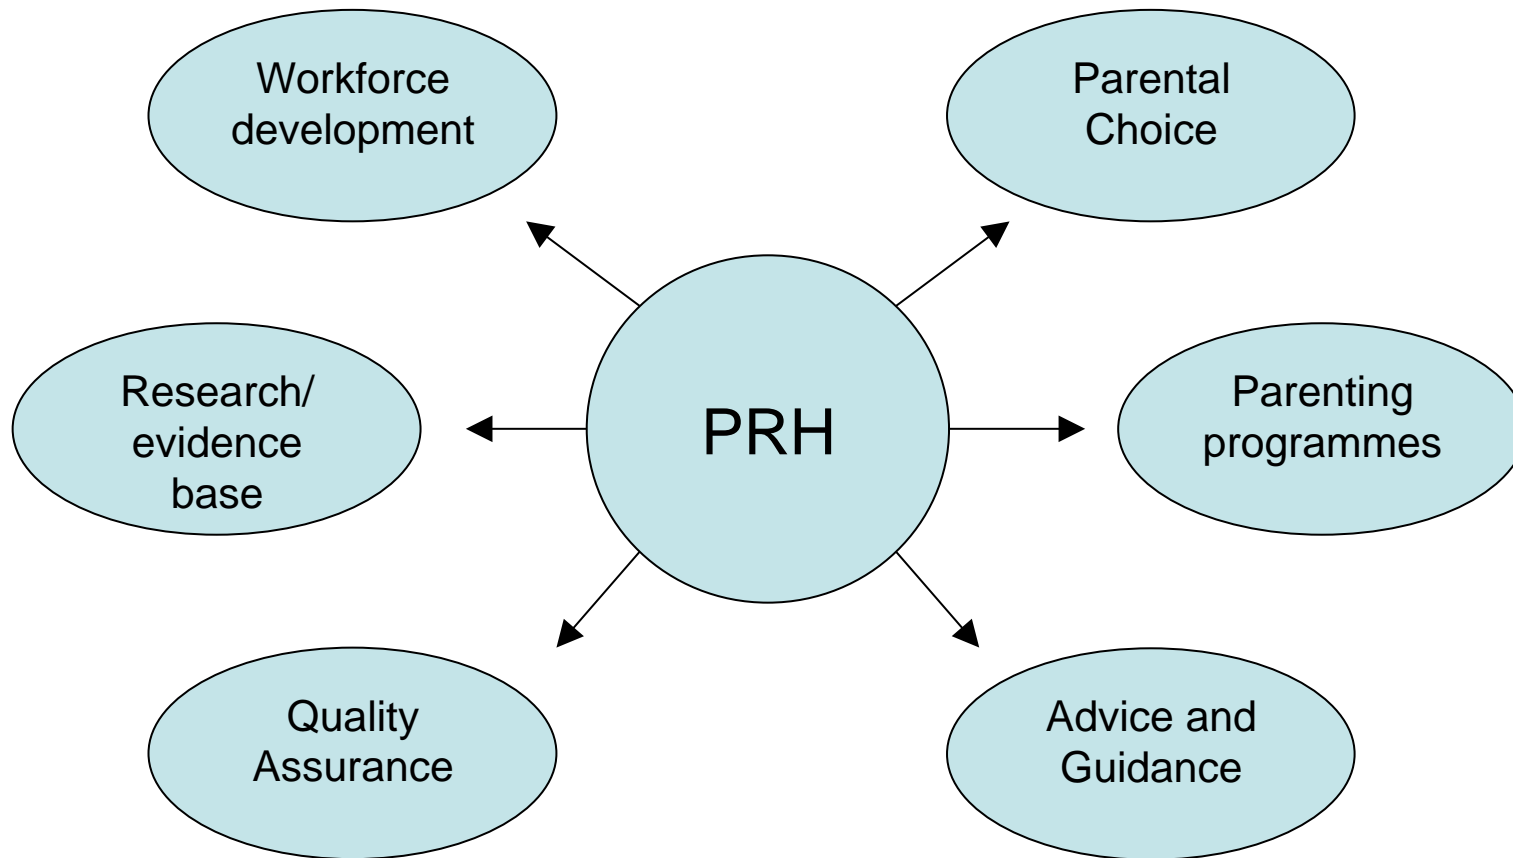 Workforce
development
Parental
Choice
Research/
evidence
base
PRH
Parenting
programmes
Quality
Assurance
Advice and
Guidance